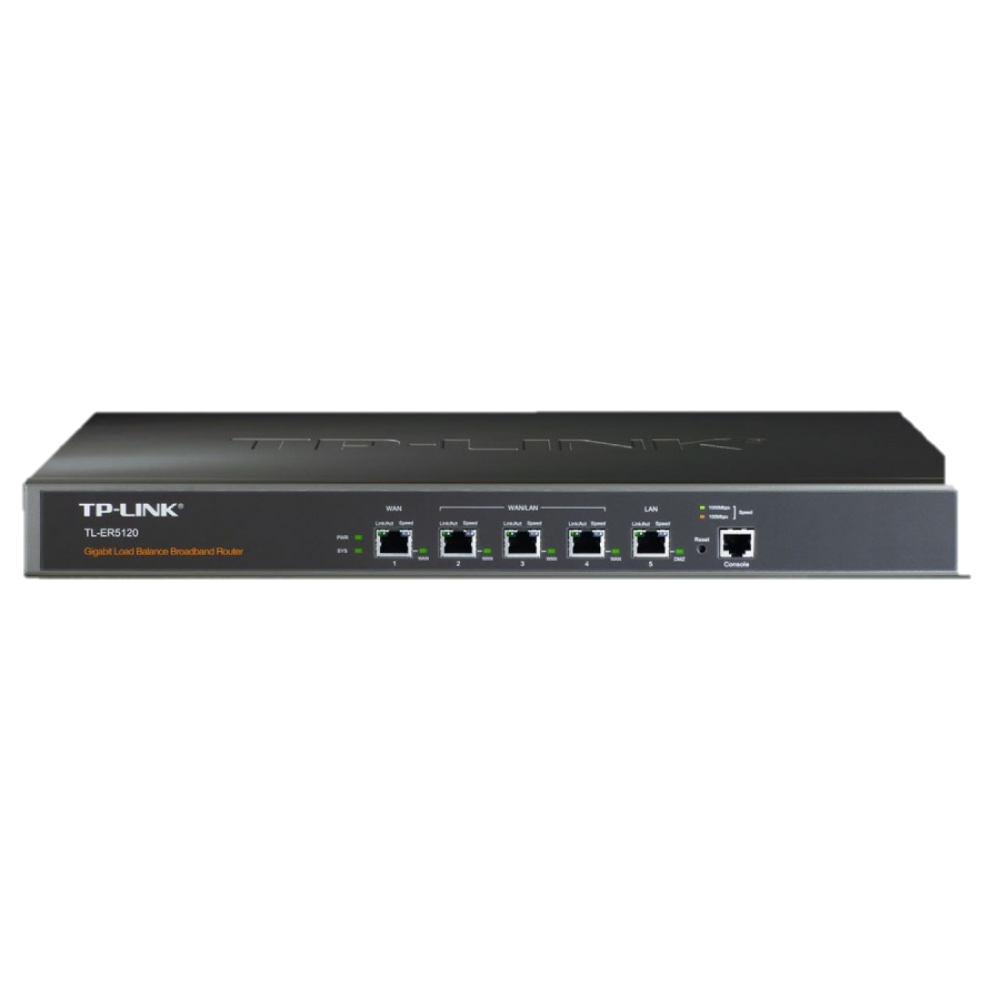 TP-LINK®
TP-LINK®
TL-ER5120
Gigabit Load Balance Broadband Router
PWR
SYS
WAN
Link/Act Speed
WAN
1
WAN/LAN
Link/Act Speed
WAN
2
Link/Act Speed
WAN
3
Link/Act Speed
WAN
4
LAN
Link/Act Speed
DMZ
5
1000Mbps
100Mbps
Speed
Reset
Console